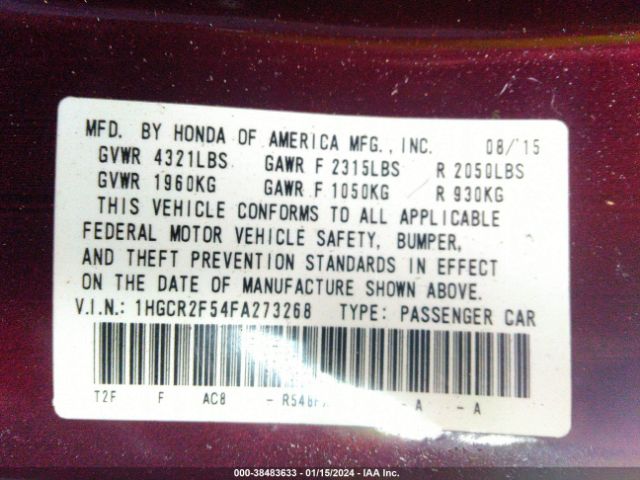 MFD. BY HONDA OF AMERICA MFG., INC. 08/'15
GVWR 4321LBS GAWR F 2315LBS R 2050LBS
GVWR 1960KG GAWR F 1050KG R 930KG
THIS VEHICLE CONFORMS TO ALL APPLICABLE
FEDERAL MOTOR VEHICLE SAFETY, BUMPER,
AND THEFT PREVENTION STANDARDS IN EFFECT
ON THE DATE OF MANUFACTURE SHOWN ABOVE.
V.I.N.: 1HGCR2F54FA273268 TYPE: PASSENGER CAR
T2F F AC8 - - A - A
000-38483633 - 01/15/2024 - IAA Inc.